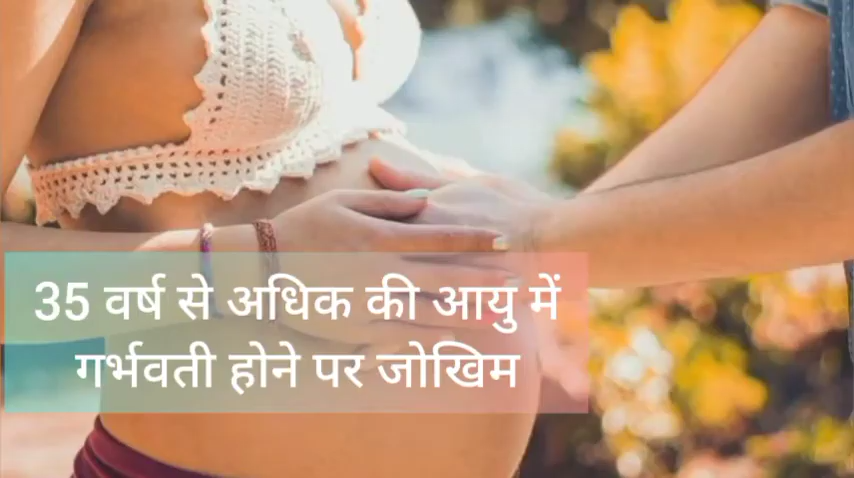 35 वर्ष से अधिक की आयु में
गर्भवती होने पर जोखिम